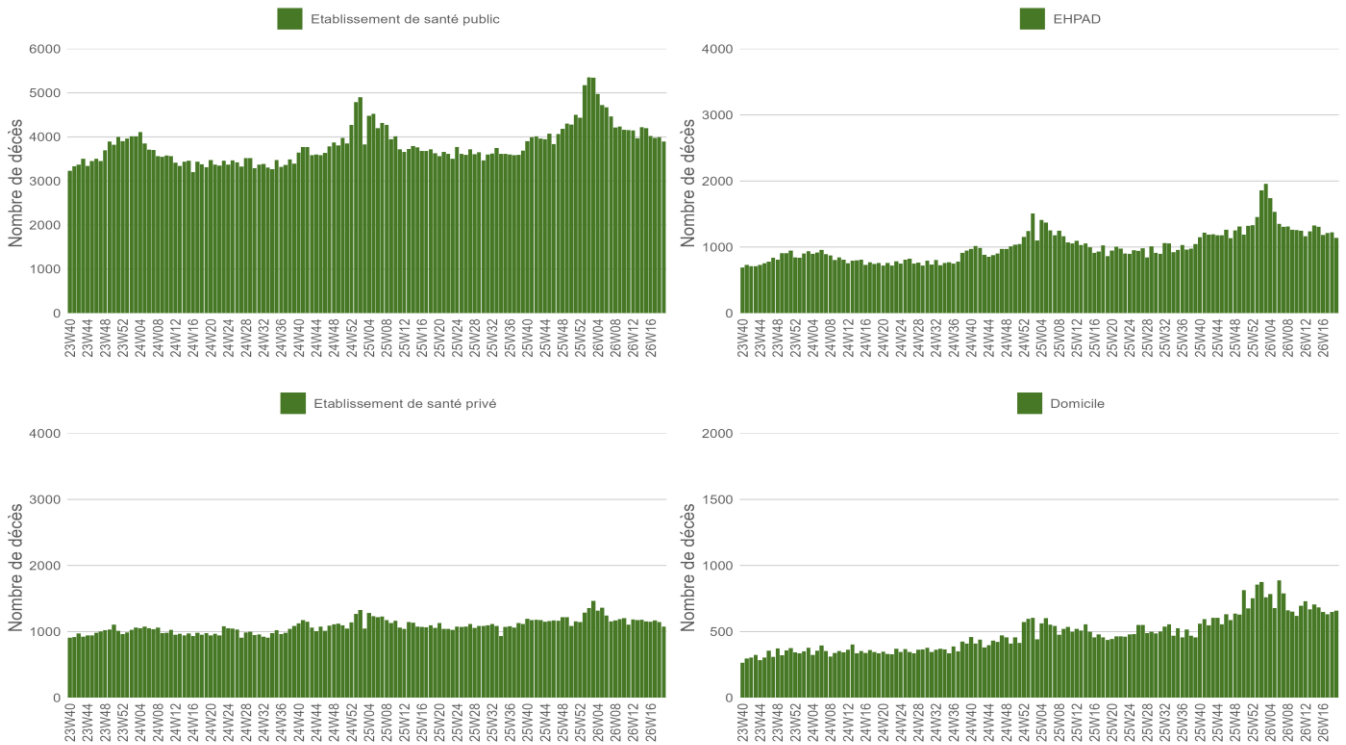 Etablissement de santé public
Nombre de décès
6000
5000
4000
3000
2000
1000
0
23W40 23W44 23W48 23W52 24W04 24W08 24W12 24W16 24W20 24W24 24W28 24W32 24W36 24W40 24W44 24W48 24W52 25W04 25W08 25W12 25W16 25W20 25W24 25W28 25W32 25W36 25W40 25W44 25W48 25W52 26W04 26W08 26W12 26W16
EHPAD
Nombre de décès
4000
3000
2000
1000
0
23W40 23W44 23W48 23W52 24W04 24W08 24W12 24W16 24W20 24W24 24W28 24W32 24W36 24W40 24W44 24W48 24W52 25W04 25W08 25W12 25W16 25W20 25W24 25W28 25W32 25W36 25W40 25W44 25W48 25W52 26W04 26W08 26W12 26W16
Etablissement de santé privé
Nombre de décès
4000
3000
2000
1000
0
23W40 23W44 23W48 23W52 24W04 24W08 24W12 24W16 24W20 24W24 24W28 24W32 24W36 24W40 24W44 24W48 24W52 25W04 25W08 25W12 25W16 25W20 25W24 25W28 25W32 25W36 25W40 25W44 25W48 25W52 26W04 26W08 26W12 26W16
Domicile
Nombre de décès
2000
1500
1000
500
0
23W40 23W44 23W48 23W52 24W04 24W08 24W12 24W16 24W20 24W24 24W28 24W32 24W36 24W40 24W44 24W48 24W52 25W04 25W08 25W12 25W16 25W20 25W24 25W28 25W32 25W36 25W40 25W44 25W48 25W52 26W04 26W08 26W12 26W16